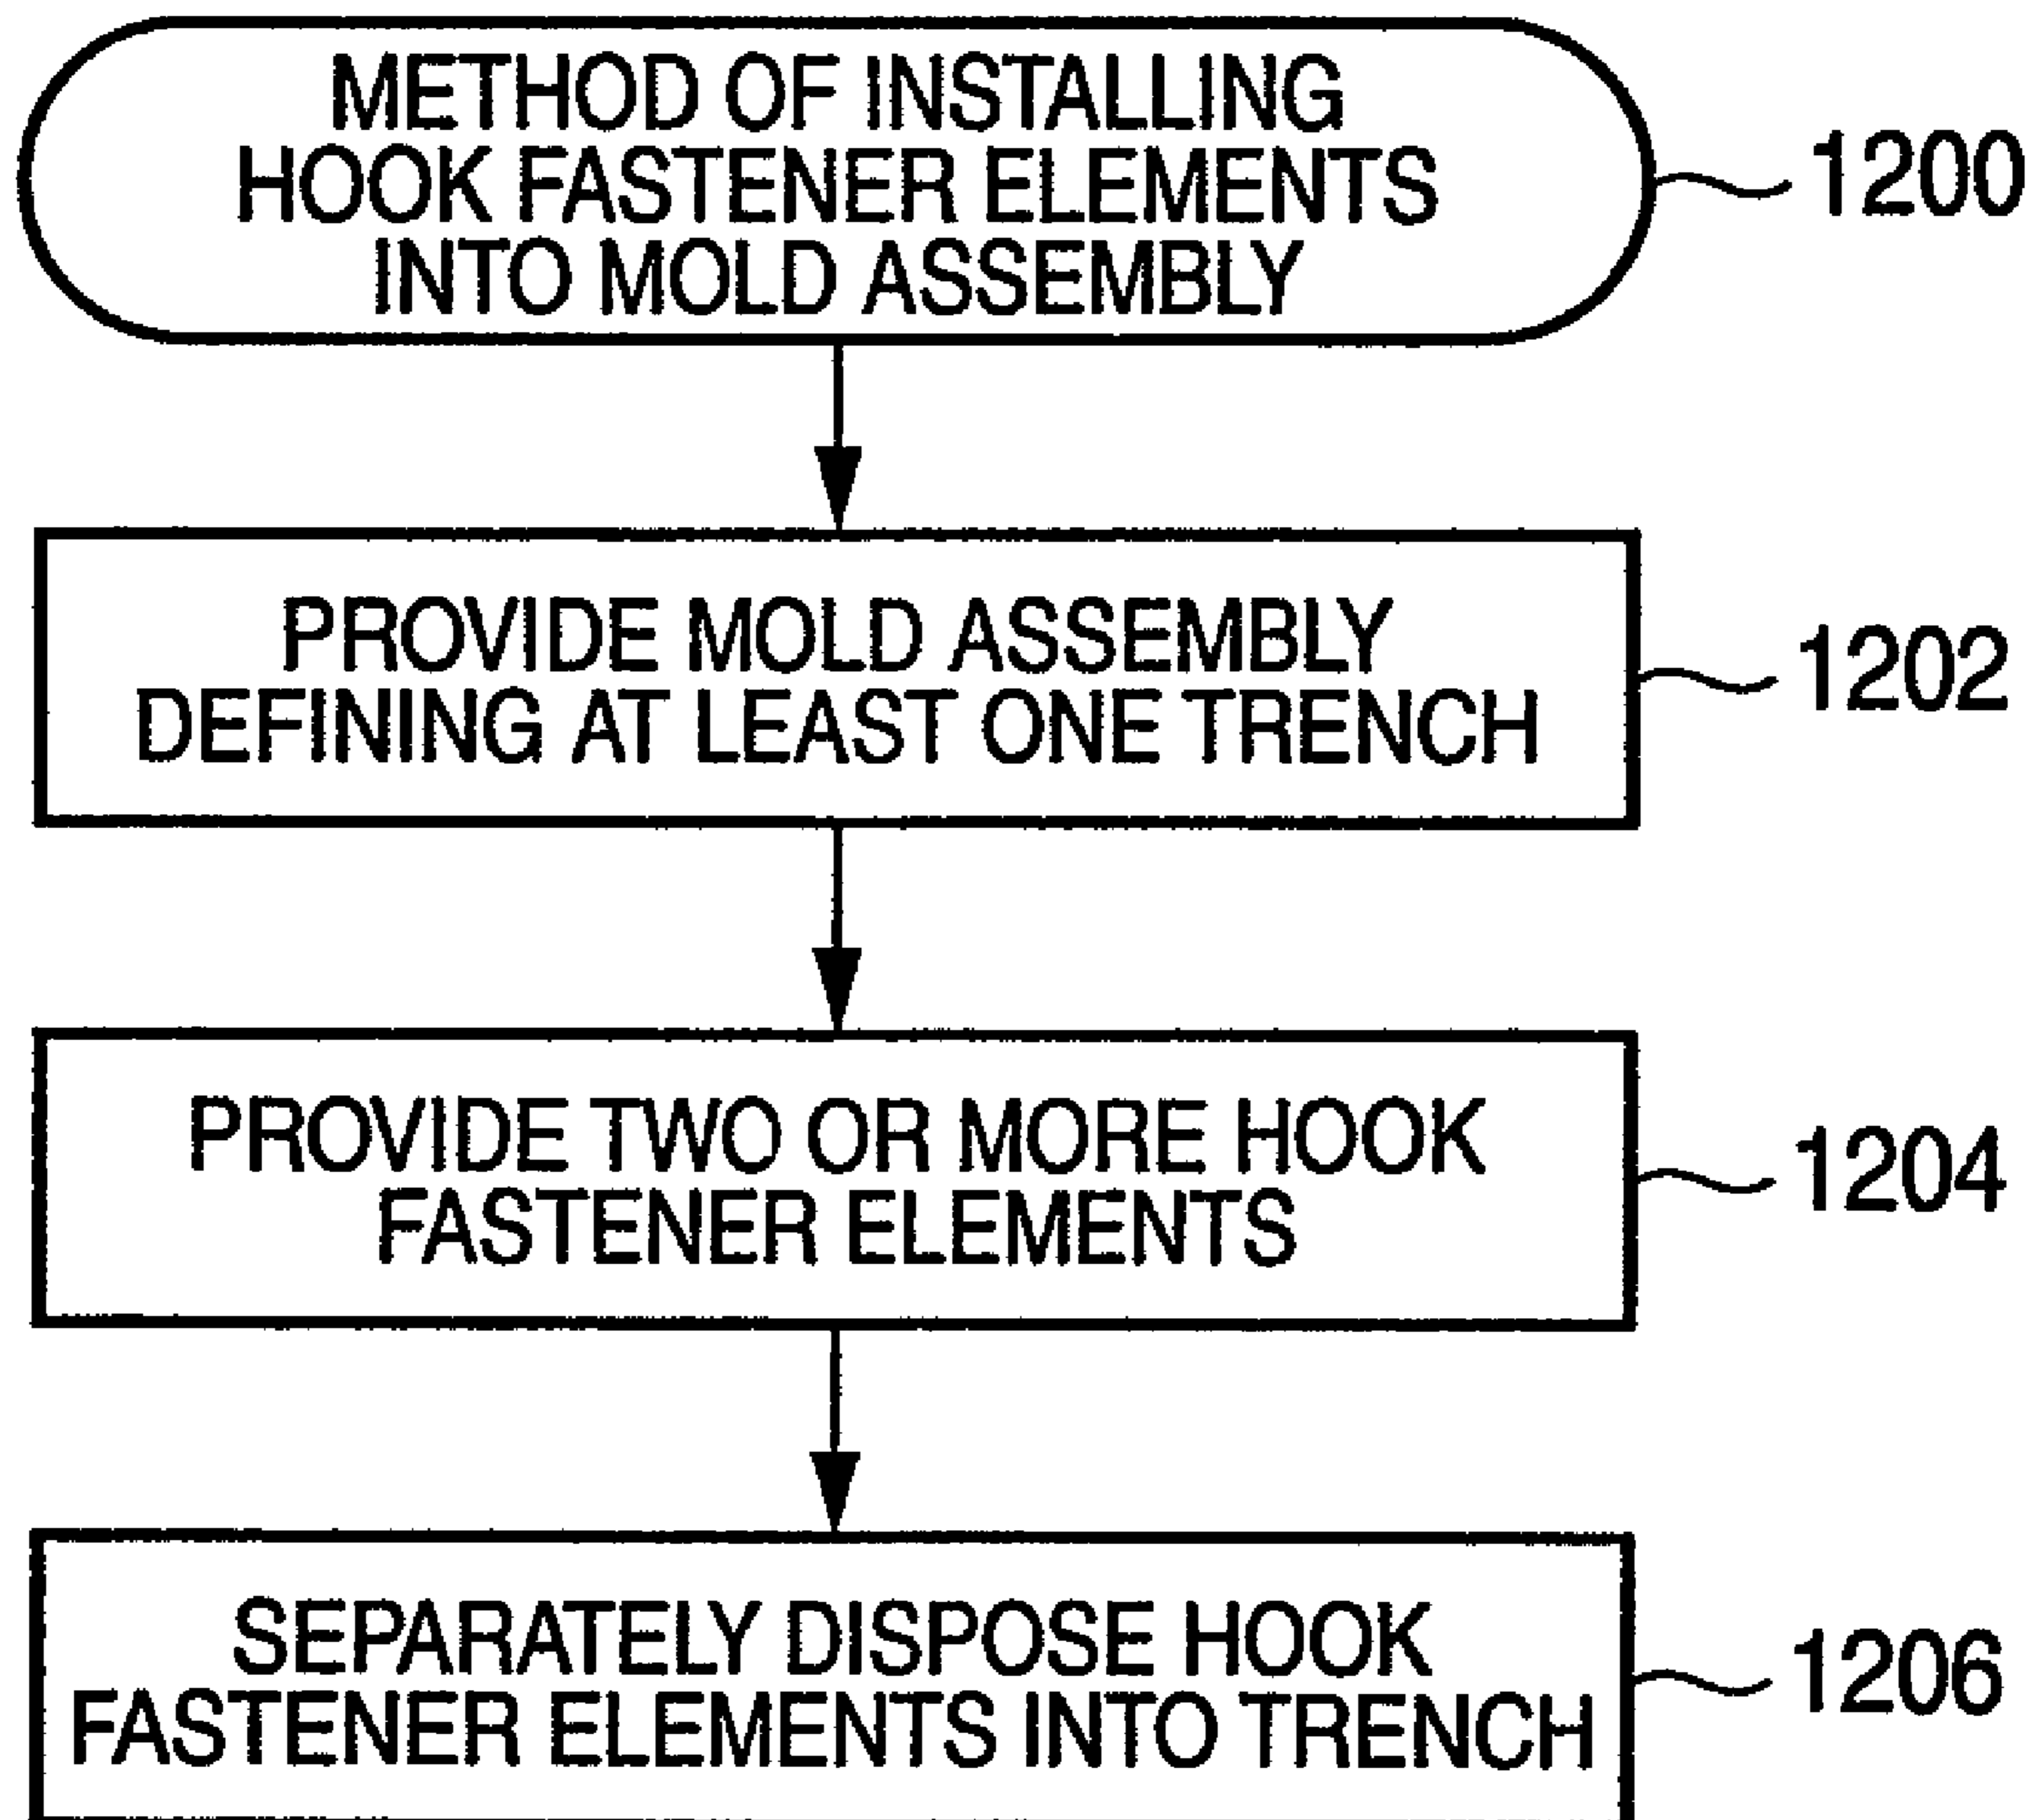 METHOD OF INSTALLING
HOOK FASTENER ELEMENTS
INTO MOLD ASSEMBLY
1200
PROVIDE MOLD ASSEMBLY
DEFINING AT LEAST ONE TRENCH
1202
PROVIDE TWO OR MORE HOOK
FASTENER ELEMENTS
1204
SEPARATELY DISPOSE HOOK
FASTENER ELEMENTS INTO TRENCH
1206